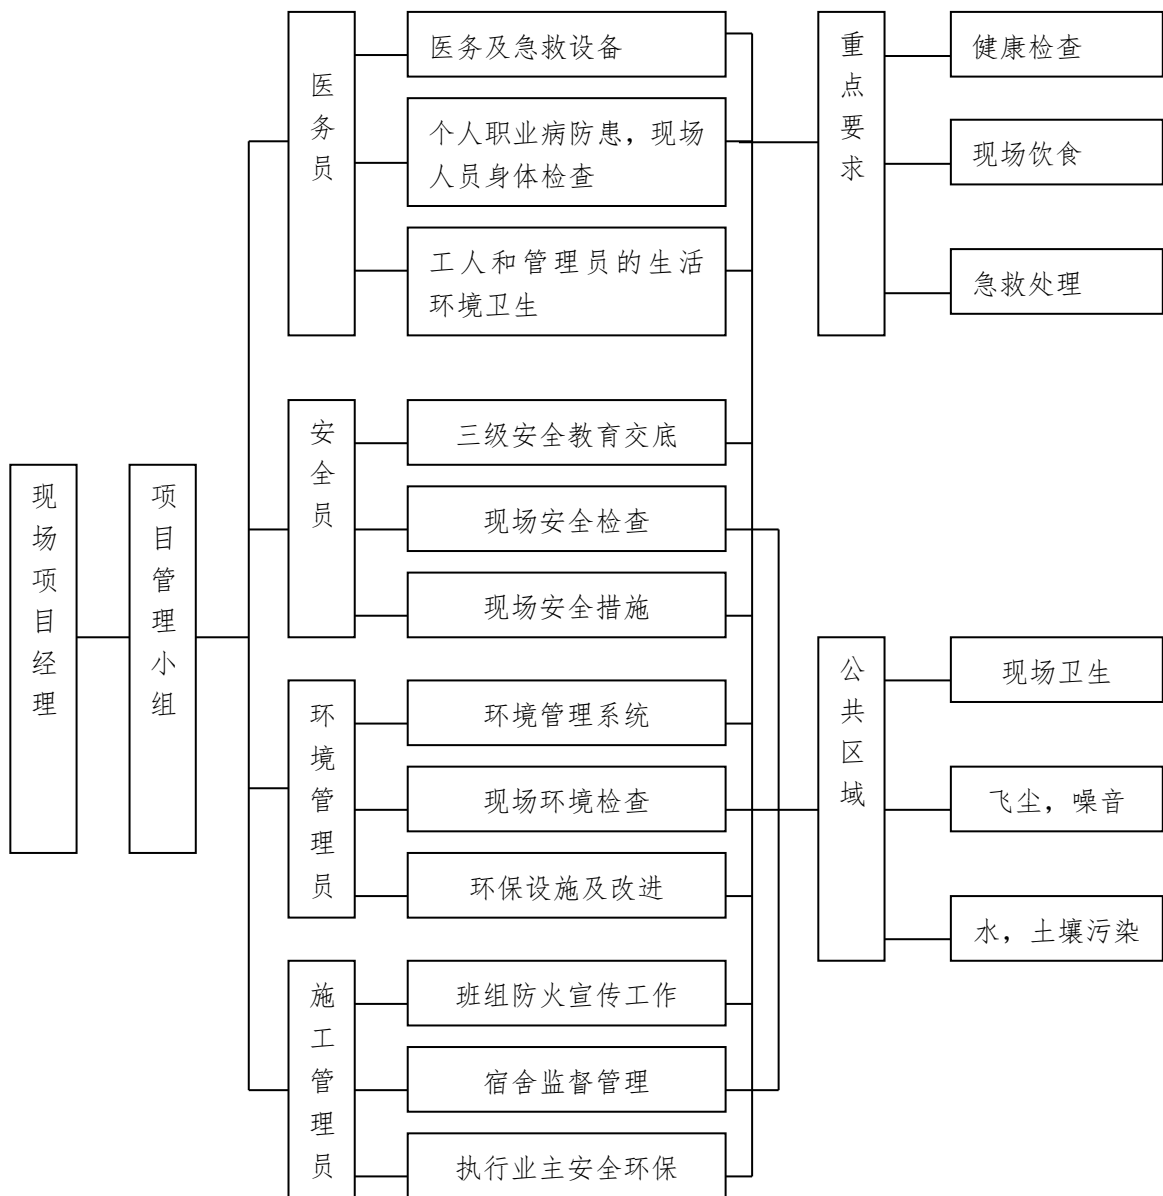 现场项目经理
项目管理小组
医务员
医务及急救设备
个人职业病防患，现场
人员身体检查
工人和管理员的生活
环境卫生
安全员
三级安全教育交底
现场安全检查
现场安全措施
环境管理员
环境管理系统
现场环境检查
环保设施及改进
施工管理员
班组防火宣传工作
宿舍监督管理
执行业主安全环保
重点要求
健康检查
现场饮食
急救处理
公共区域
现场卫生
飞尘，噪音
水，土壤污染